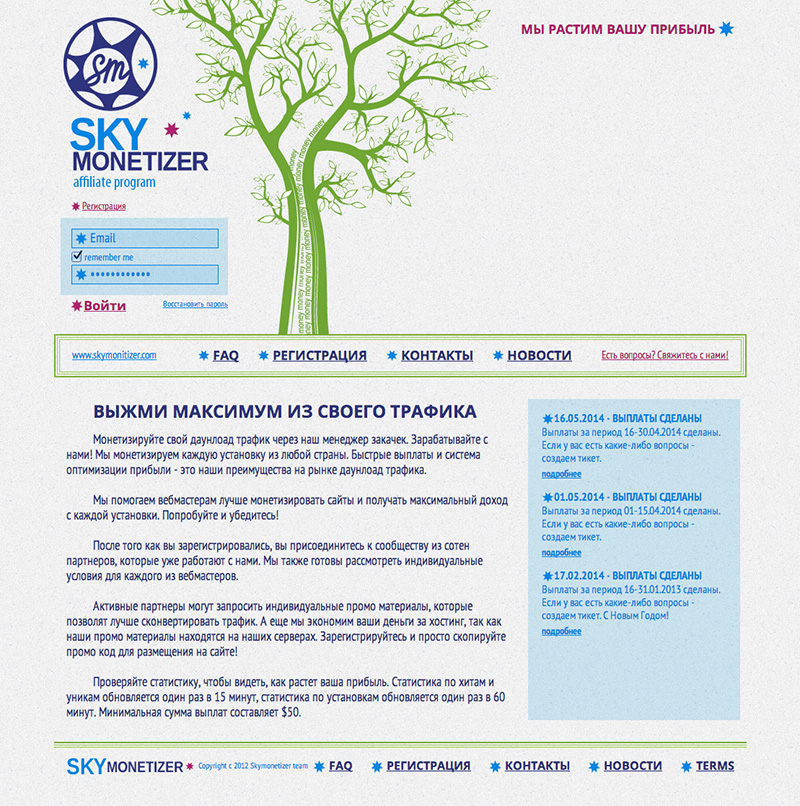 Sm
МЫ РАСТИМ ВАШУ ПРИБЫЛЬ
SKY
MONETIZER
affiliate program
Регистрация
Email
remember me
Войти
Восстановить пароль
money money money money money money money money
www.skymonitizer.com
FAQ
РЕГИСТРАЦИЯ
КОНТАКТЫ
НОВОСТИ
Есть вопросы? Свяжитесь с нами!
ВЫЖМИ МАКСИМУМ ИЗ СВОЕГО ТРАФИКА
Монетизируйте свой даунлоад трафик через наш менеджер закачек. Зарабатывайте с
нами! Мы монетизируем каждую установку из любой страны. Быстрые выплаты и система
оптимизации прибыли - это наши преимущества на рынке даунлоад трафика.
Мы помогаем вебмастерам лучше монетизировать сайты и получать максимальный доход
с каждой установки. Попробуйте и убедитесь!
После того как вы зарегистрировались, вы присоединитесь к сообществу из сотен
партнеров, которые уже работают с нами. Мы также готовы рассмотреть индивидуальные
условия для каждого из вебмастеров.
Активные партнеры могут запросить индивидуальные промо материалы, которые
позволят лучше сконвертировать трафик. А еще мы экономим ваши деньги за хостинг, так как
наши промо материалы находятся на наших серверах. Зарегистрируйтесь и просто скопируйте
промо код для размещения на сайте!
Проверяйте статистику, чтобы видеть, как растет ваша прибыль. Статистика по хитам и
уникам обновляется один раз в 15 минут, статистика по установкам обновляется один раз в 60
минут. Минимальная сумма выплат составляет $50.
16.05.2014 - ВЫПЛАТЫ СДЕЛАНЫ
Выплаты за период 16-30.04.2014 сделаны.
Если у вас есть какие-либо вопросы -
создаем тикет.
подробнее
01.05.2014 - ВЫПЛАТЫ СДЕЛАНЫ
Выплаты за период 01-15.04.2014 сделаны.
Если у вас есть какие-либо вопросы -
создаем тикет.
подробнее
17.02.2014 - ВЫПЛАТЫ СДЕЛАНЫ
Выплаты за период 16-31.01.2013 сделаны.
Если у вас есть какие-либо вопросы -
создаем тикет. С Новым Годом!
подробнее
SKYMONETIZER
Copyright c 2012 Skymonetizer team
FAQ
РЕГИСТРАЦИЯ
КОНТАКТЫ
НОВОСТИ
TERMS